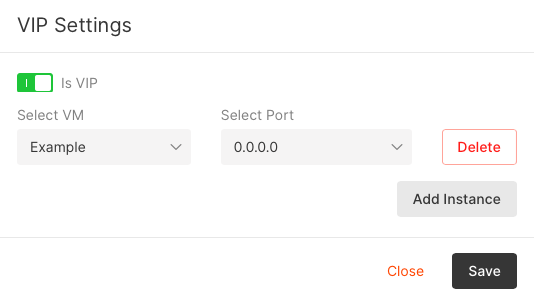 VIP Settings
Is VIP
Select VM Select Port
Example 0.0.0.0 Delete
Add Instance
Close Save